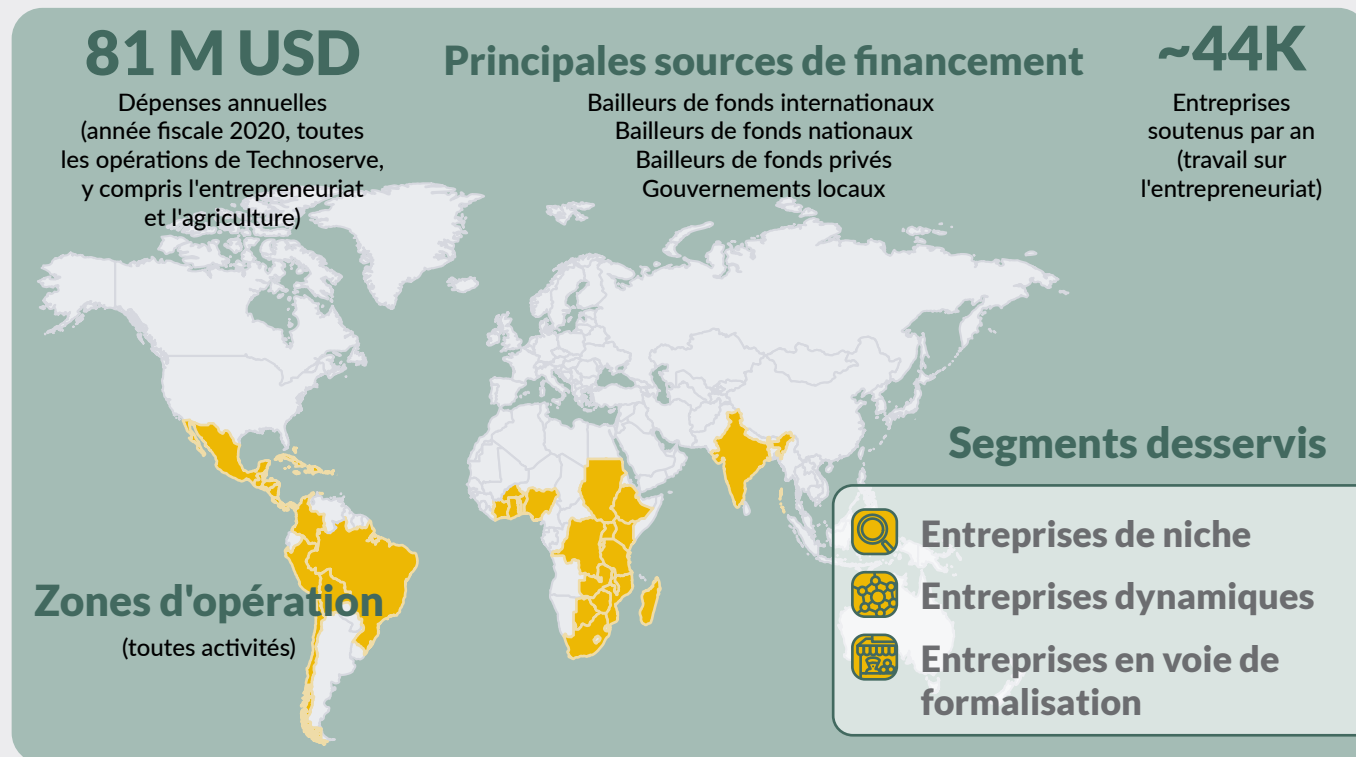 81 M USD
Dépenses annuelles
(année fiscale 2020, toutes
les opérations de Technoserve,
y compris l'entrepreneuriat
et l'agriculture)
Principales sources de financement
Bailleurs de fonds internationaux
Bailleurs de fonds nationaux
Bailleurs de fonds privés
Gouvernements locaux
~44K
Entreprises
soutenus par an
(travail sur
l'entrepreneuriat)
Zones d'opération
(toutes activités)
Segments desservis
Entreprises de niche
Entreprises dynamiques
Entreprises en voie de
formalisation